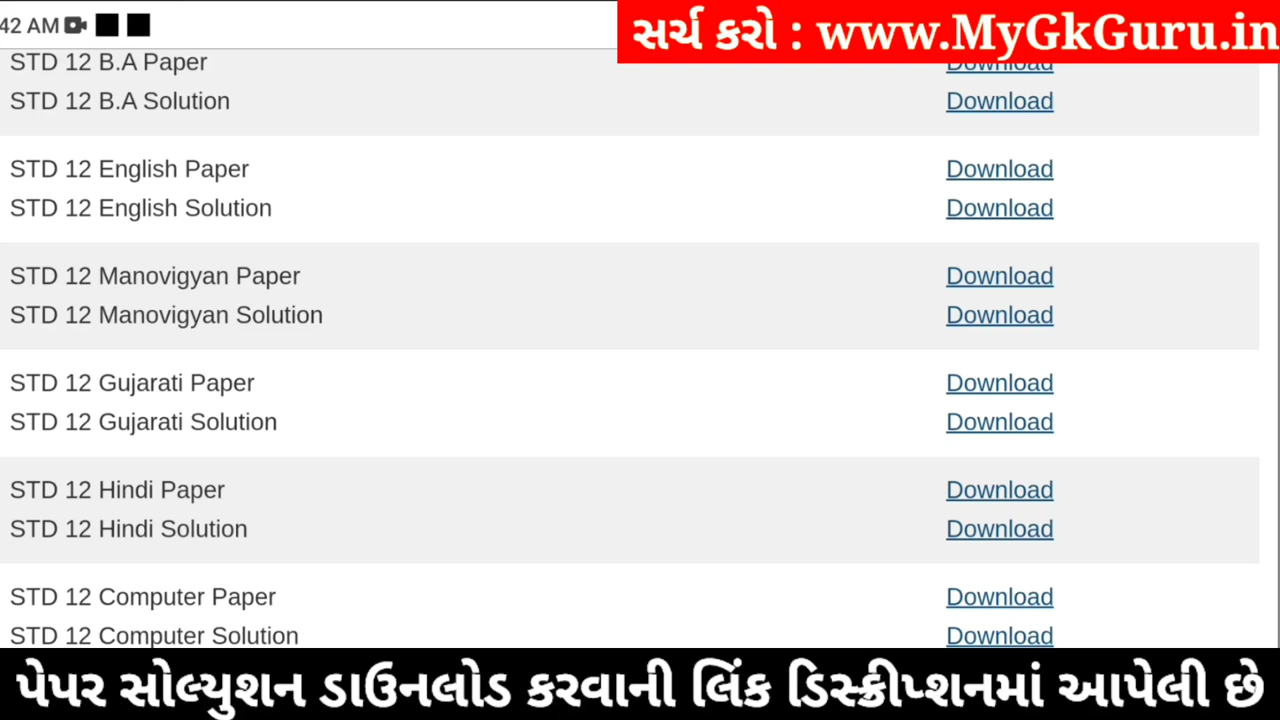 42 AM
સર્ચ કરો : www.MyGkGuru.in
STD 12 B.A Paper Download
STD 12 B.A Solution Download
STD 12 English Paper Download
STD 12 English Solution Download
STD 12 Manovigyan Paper Download
STD 12 Manovigyan Solution Download
STD 12 Gujarati Paper Download
STD 12 Gujarati Solution Download
STD 12 Hindi Paper Download
STD 12 Hindi Solution Download
STD 12 Computer Paper Download
STD 12 Computer Solution Download
પેપર સોલ્યુશન ડાઉનલોડ કરવાની લિંક ડિસ્ક્રીપ્શનમાં આપેલી છે